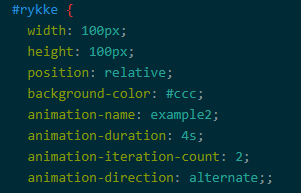 #rykke {
width: 100px;
height: 100px;
position: relative;
background-color: #ccc;
animation-name: example2;
animation-duration: 4s;
animation-iteration-count: 2;
animation-direction: alternate;;